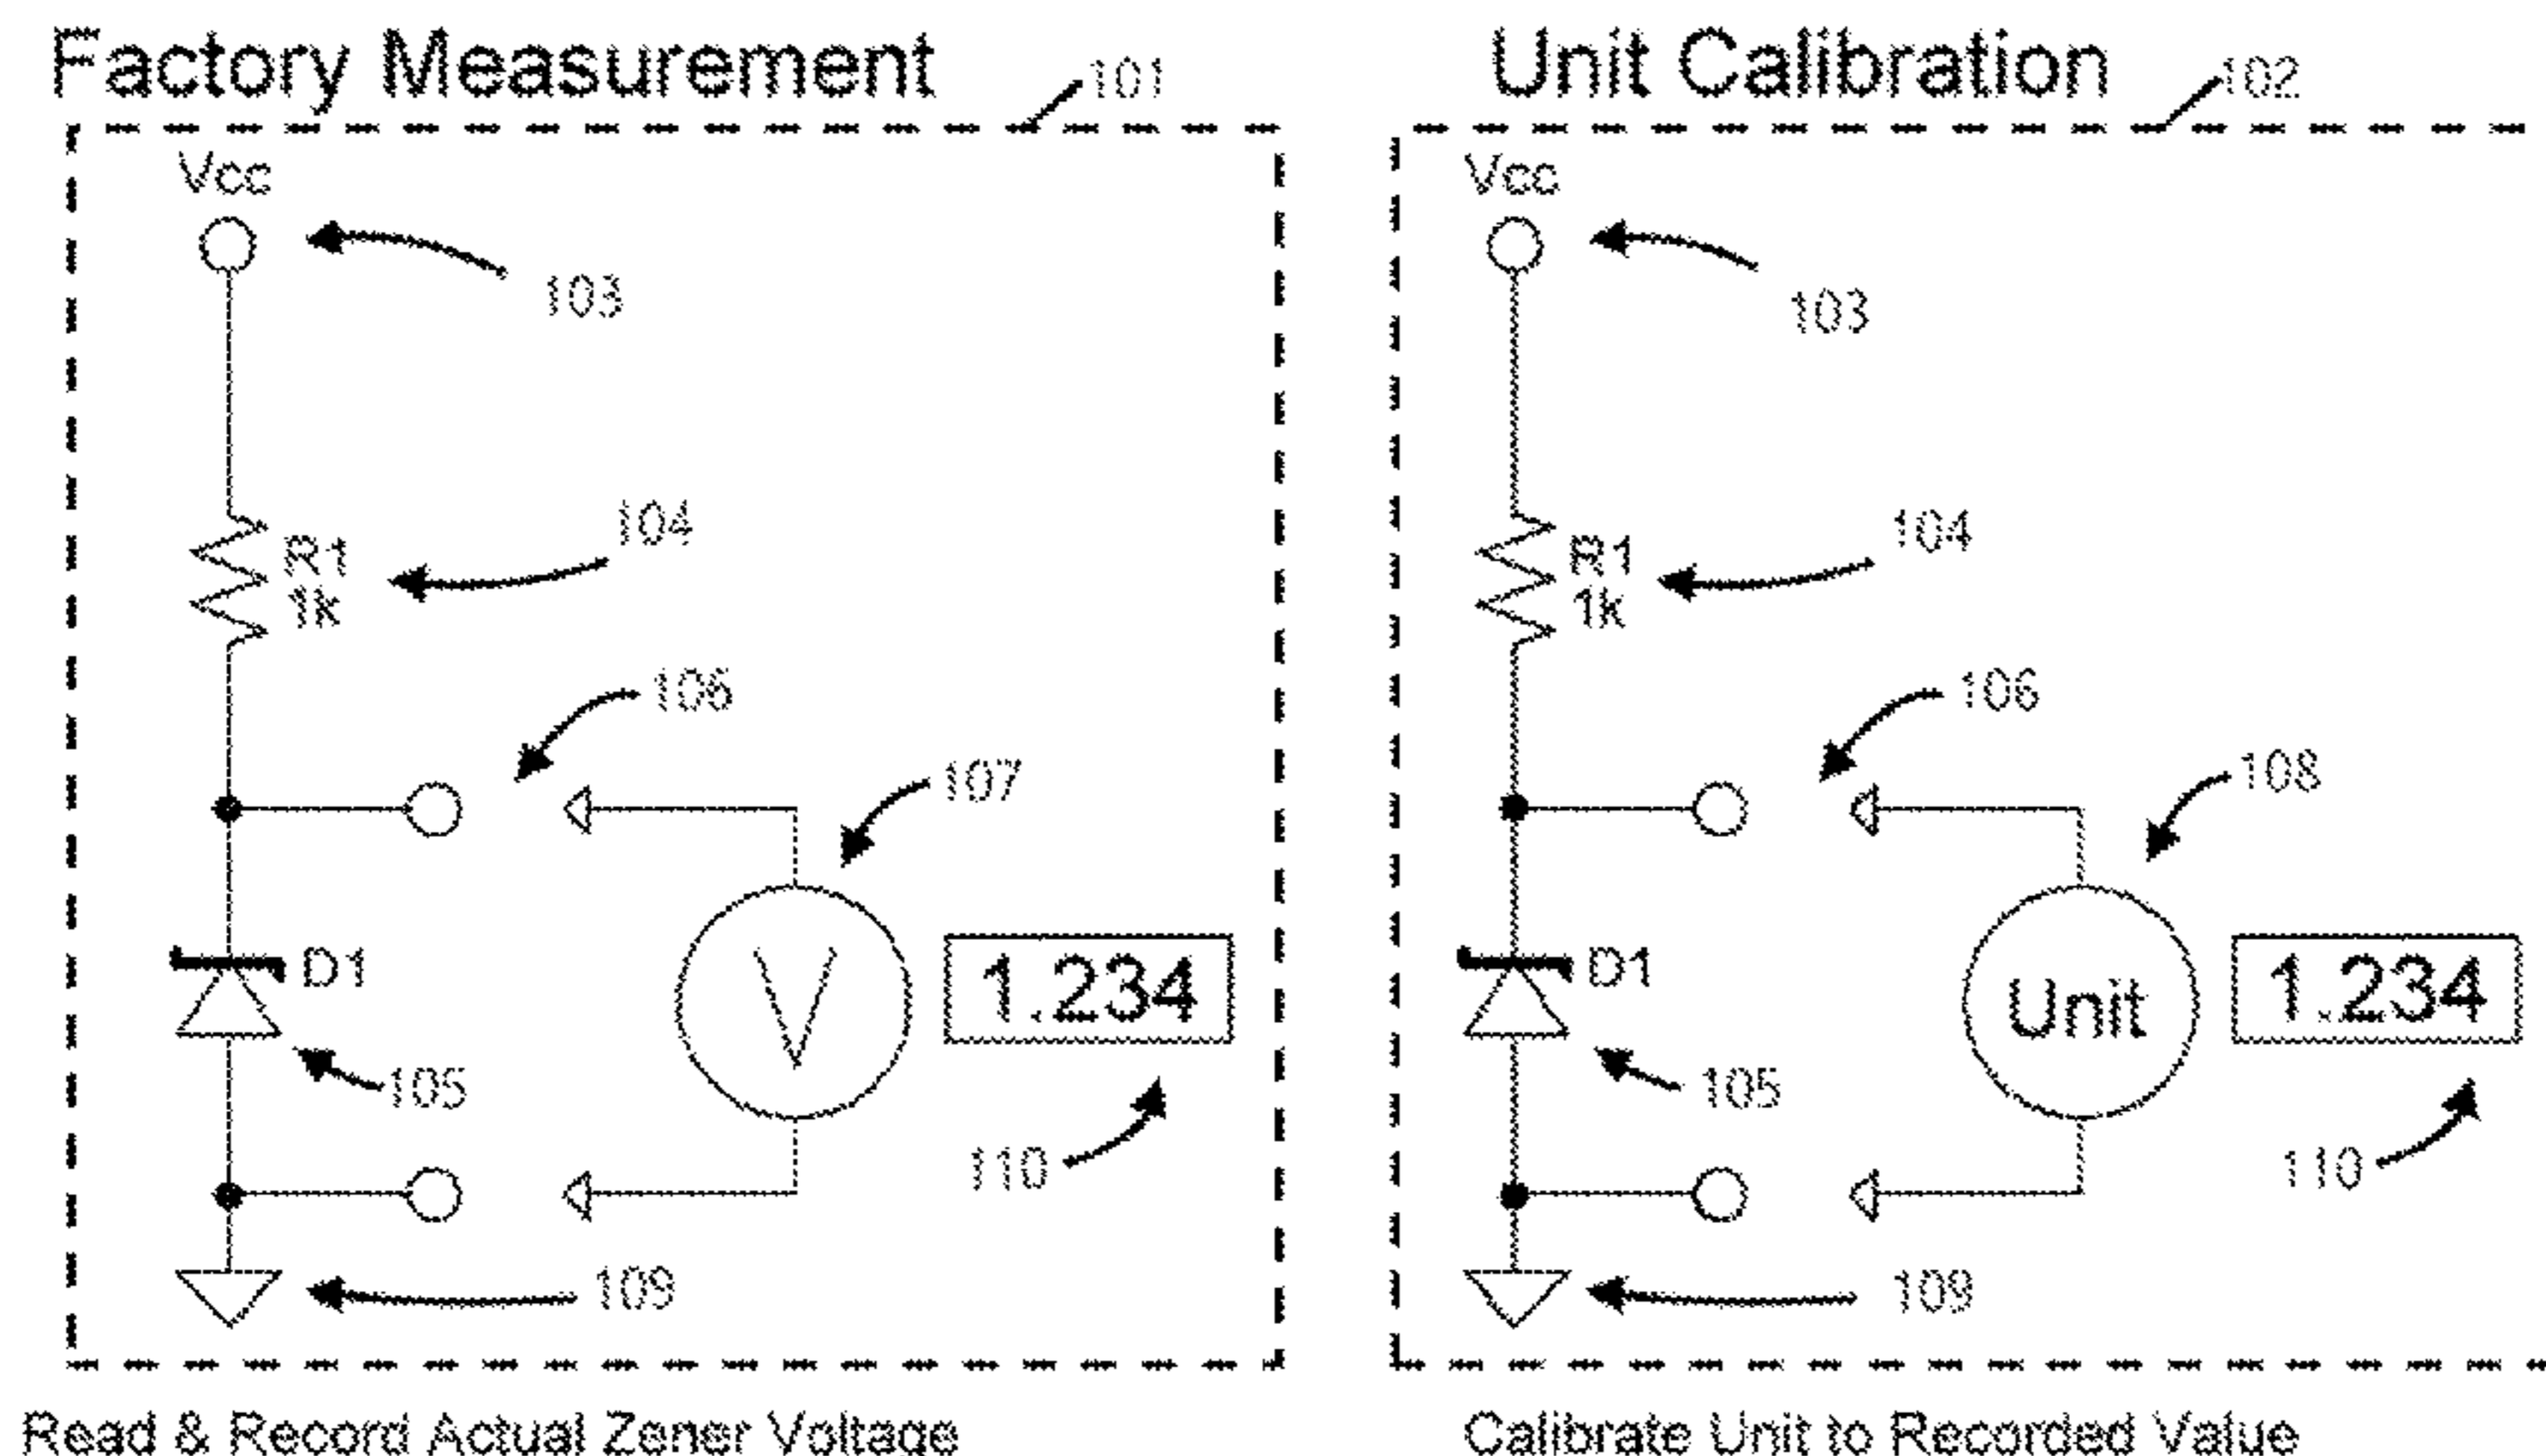 Factory Measurement
101
Vcc
103
104
R1
1k
106
107
D1
1.234
105
110
109
Read & Record Actual Zener Voltage
Unit Calibration
102
Vcc
103
104
R1
1k
106
108
D1
Unit
1.234
105
110
109
Calibrate Unit to Recorded Value